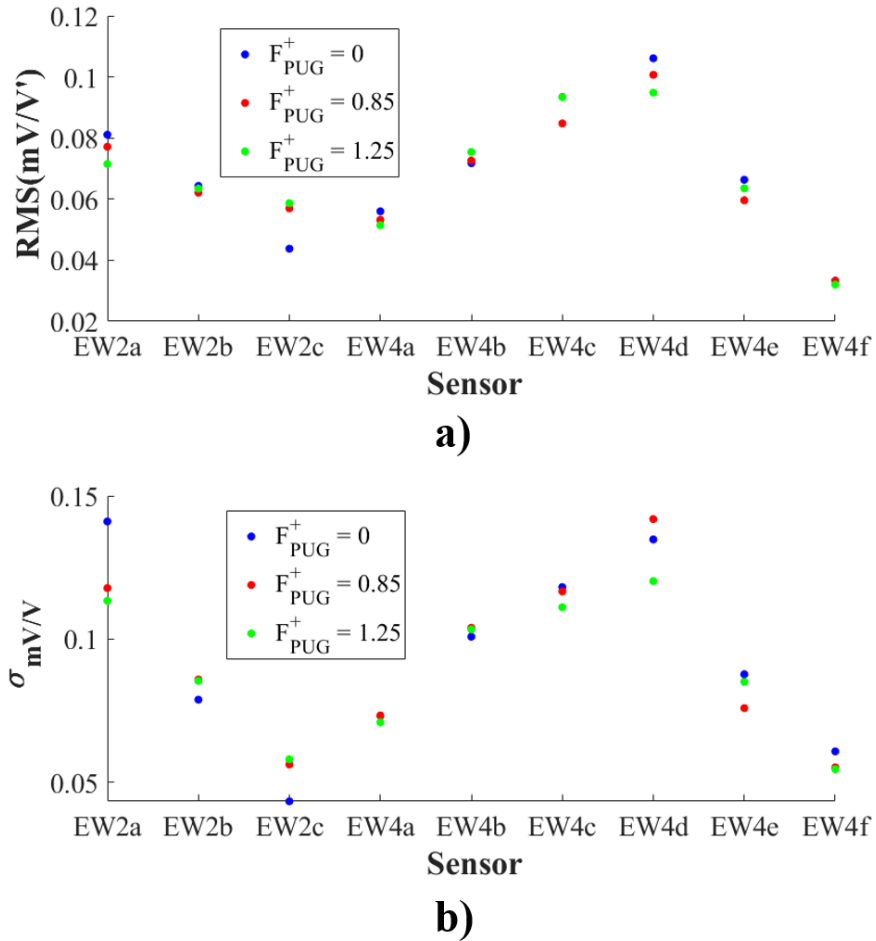 0.12
0.1
0.08
0.06
0.04
0.02
RMS(mV/V')
F+PUG = 0
F+PUG = 0.85
F+PUG = 1.25
EW2a EW2b EW2c EW4a EW4b EW4c EW4d EW4e EW4f
Sensor
a)
0.15
0.1
0.05
σmV/V
F+PUG = 0
F+PUG = 0.85
F+PUG = 1.25
EW2a EW2b EW2c EW4a EW4b EW4c EW4d EW4e EW4f
Sensor
b)